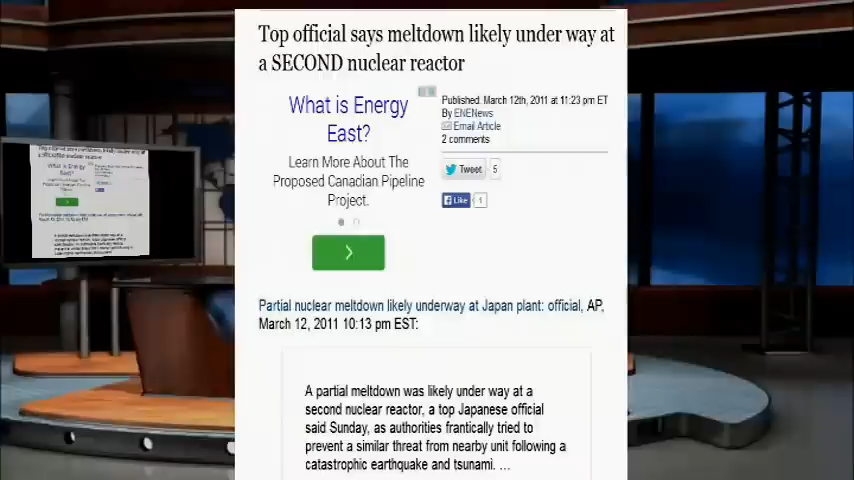 Top official says meltdown likely under way at
a SECOND nuclear reactor
What is Energy
East?
Learn More About The
Proposed Canadian Pipeline
Project.
Published: March 12th, 2011 at 11:23 pm ET
By ENENews
Email Article
2 comments
Tweet 5
Like 1
Partial nuclear meltdown likely underway at Japan plant: official, AP,
March 12, 2011 10:13 pm EST:
A partial meltdown was likely under way at a
second nuclear reactor, a top Japanese official
said Sunday, as authorities frantically tried to
prevent a similar threat from nearby unit following a
catastrophic earthquake and tsunami. ...